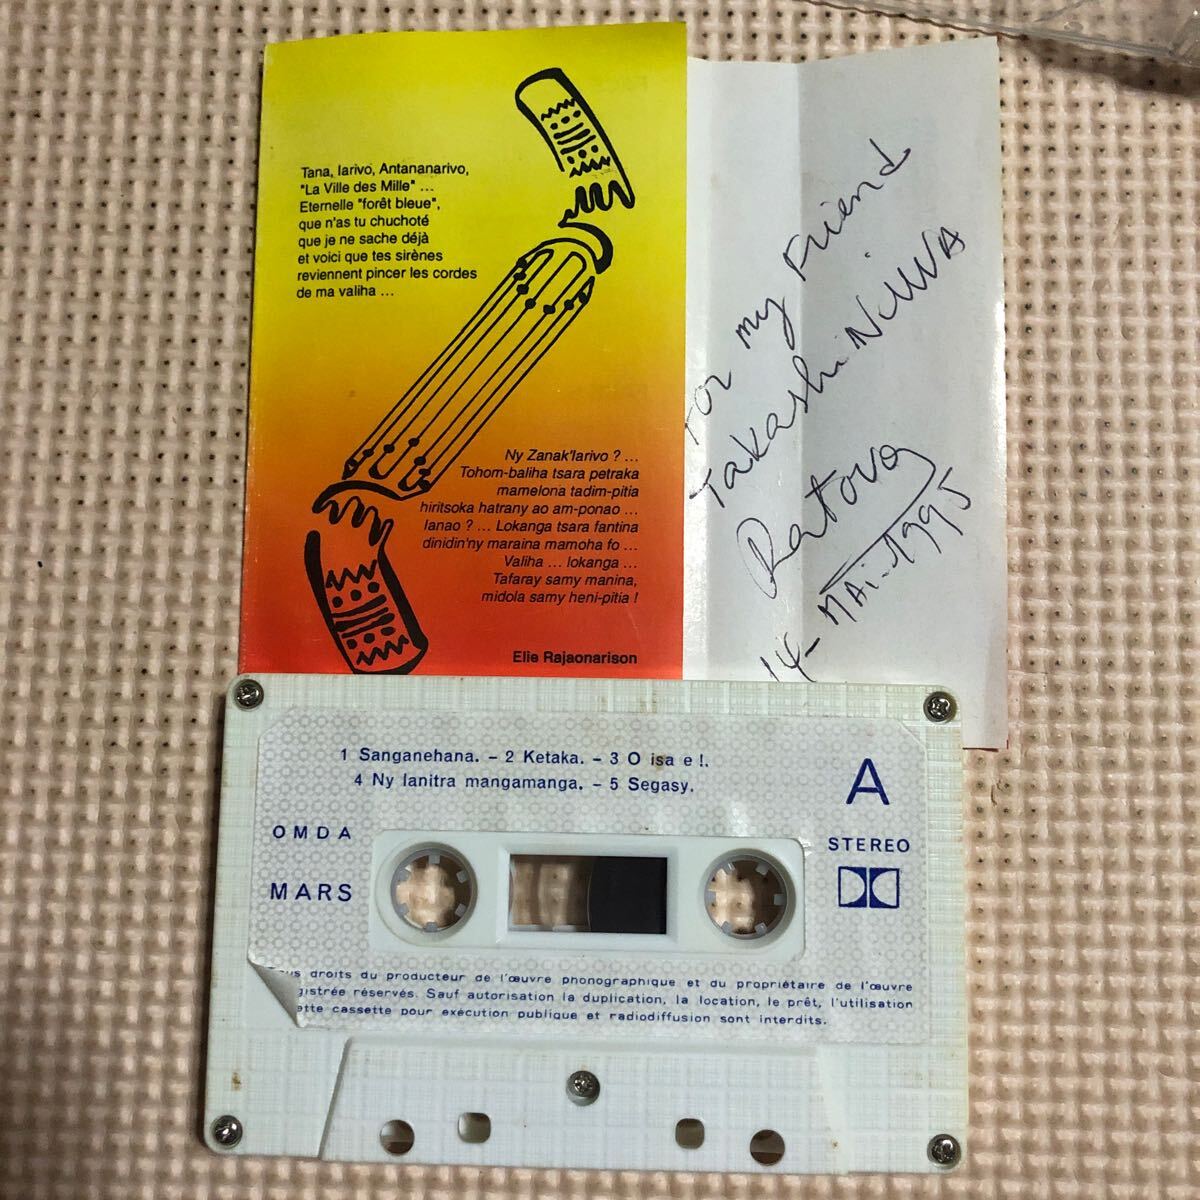 Tana, Iarivo, Antananarivo,
"La Ville des Mille" ...
Eternelle "forêt bleue",
que n'as tu chuchoté
que je ne sache déjà
et voici que tes sirènes
reviennent pincer les cordes
de ma valiha ...
Ny Zanak'Iarivo ? ...
Tohom-baliha tsara petraka
mamelona tadim-pitia
hiritsoka hatrany ao am-ponao ...
Ianao ? ... Lokanga tsara fantina
dinidin'ny maraina mamoha fo ...
Valiha ... lokanga ...
Tafaray samy manina,
midola samy heni-pitia !
Elie Rajaonarison
For my Friend
Takashi NIWA
Ratovo
14-MAi-1995
1 Sanganehana. – 2 Ketaka. – 3 O isa e !.
4 Ny lanitra mangamanga. – 5 Segasy.
A
OMDA
STEREO
MARS
droits du producteur de l'œuvre phonographique et du propriétaire de l'œuvre
gistrée réservés. Sauf autorisation la duplication, la location, le prêt, l'utilisation
ette cassette pour exécution publique et radiodiffusion sont interdits.